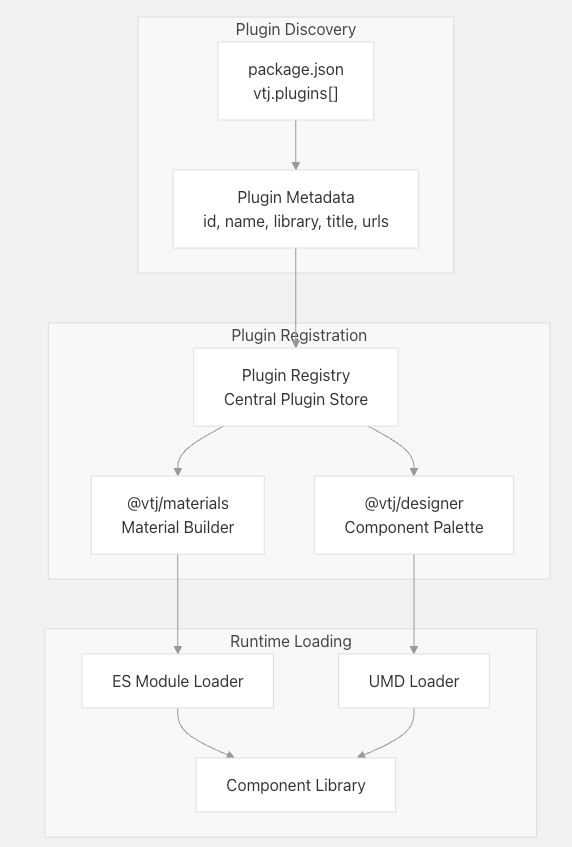 Plugin Discovery
package.json
vtj.plugins[]
Plugin Metadata
id, name, library, title, urls
Plugin Registration
Plugin Registry
Central Plugin Store
@vtj/materials
Material Builder
@vtj/designer
Component Palette
Runtime Loading
ES Module Loader
UMD Loader
Component Library